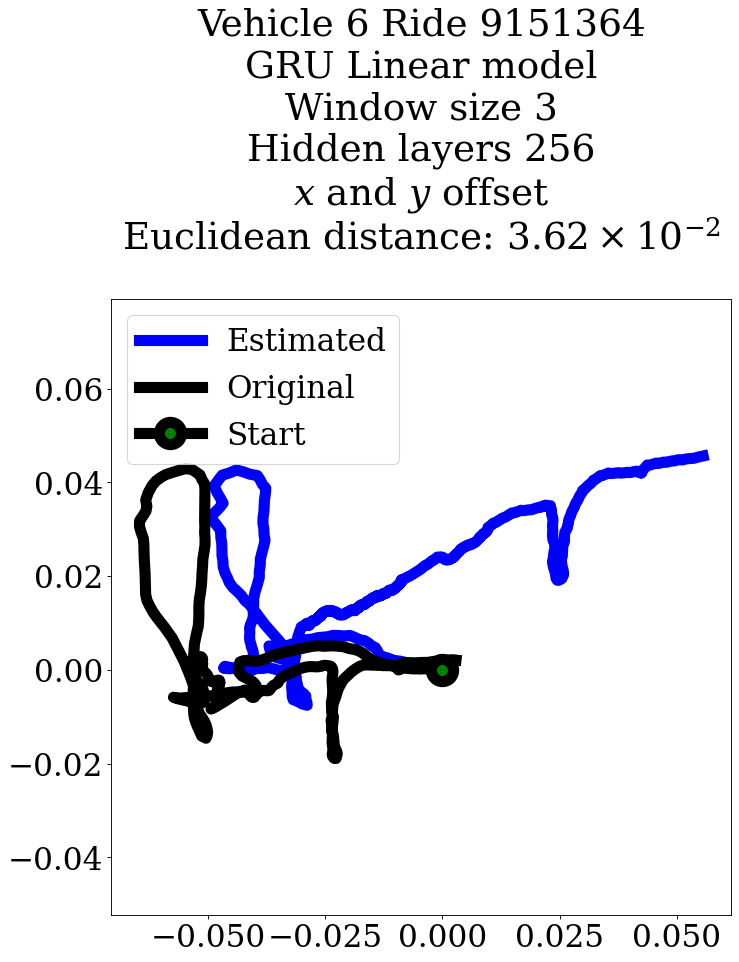 Vehicle 6 Ride 9151364
GRU Linear model
Window size 3
Hidden layers 256
x and y offset
Euclidean distance: 3.62 × 10⁻²
Estimated
Original
Start
0.06
0.04
0.02
0.00
−0.02
−0.04
−0.050 −0.025 0.000 0.025 0.050